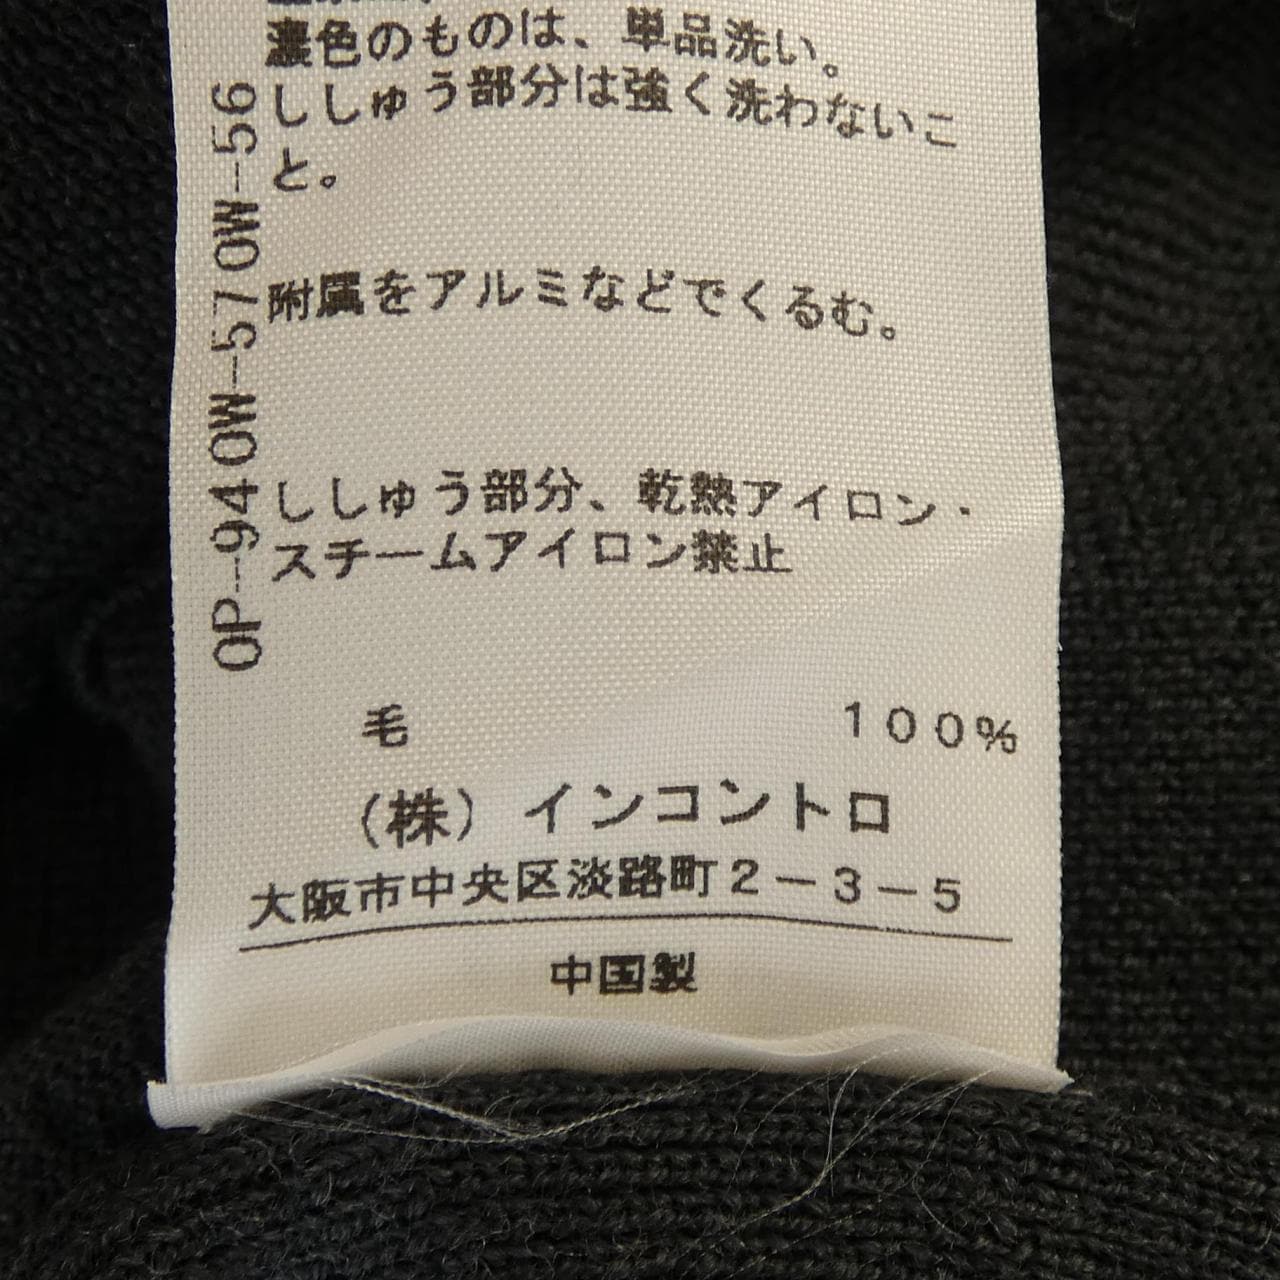 濃色のものは、単品洗い。
ししゅう部分は強く洗わないこ
と。
附属をアルミなどでくるむ。
ししゅう部分、乾熱アイロン・
スチームアイロン禁止
毛 100%
(株) インコントロ
大阪市中央区淡路町2-3-5
中国製
OP-940W-570W-56